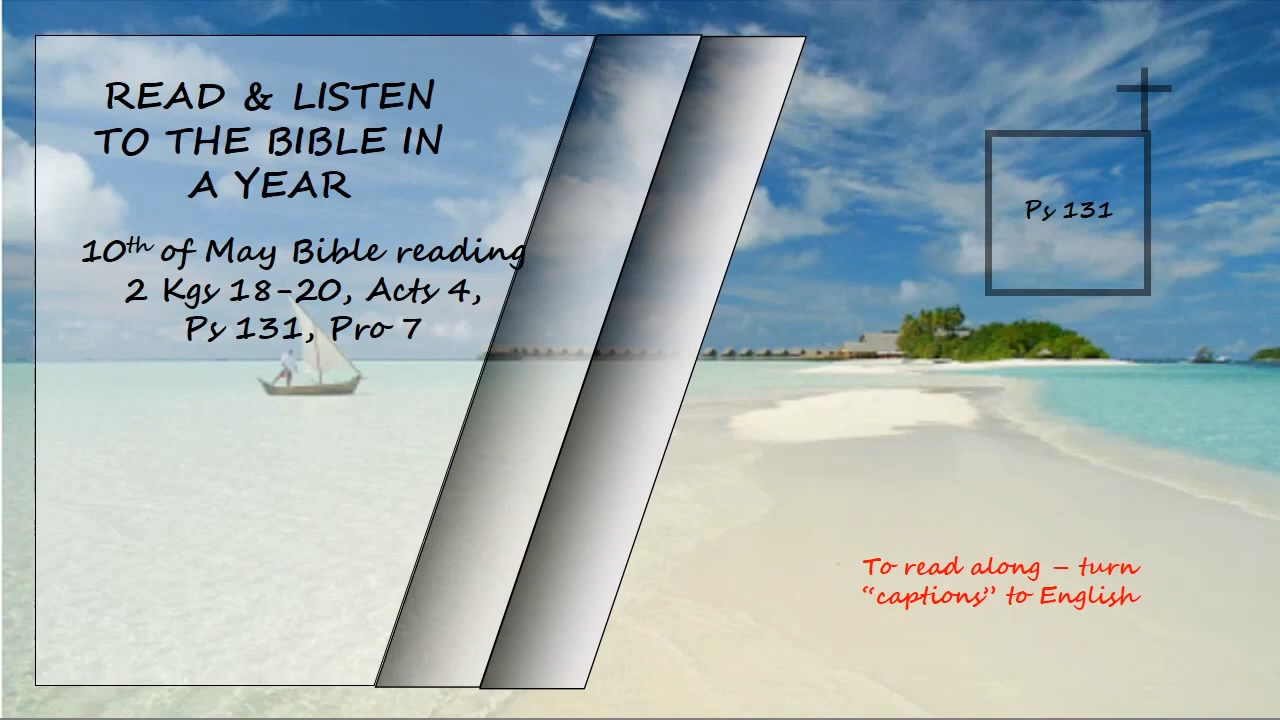 READ & LISTEN
TO THE BIBLE IN
A YEAR
10th of May Bible reading
2 Kgs 18-20, Acts 4,
Ps 131, Pro 7
Ps 131
To read along – turn
“captions” to English